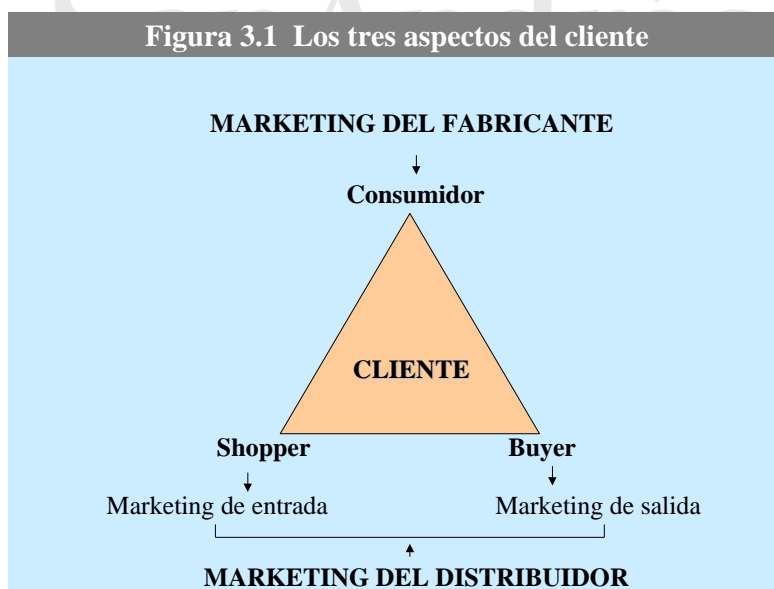 Figura 3.1 Los tres aspectos del cliente
MARKETING DEL FABRICANTE
Consumidor
CLIENTE
Shopper Buyer
Marketing de entrada Marketing de salida
MARKETING DEL DISTRIBUIDOR